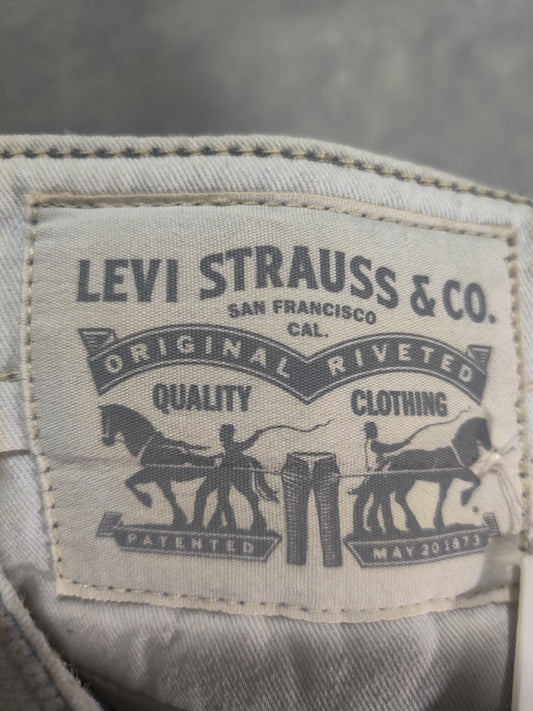 LEVI STRAUSS & CO.
SAN FRANCISCO
CAL.
ORIGINAL RIVETED
QUALITY CLOTHING
PATENTED MAY 20 1873